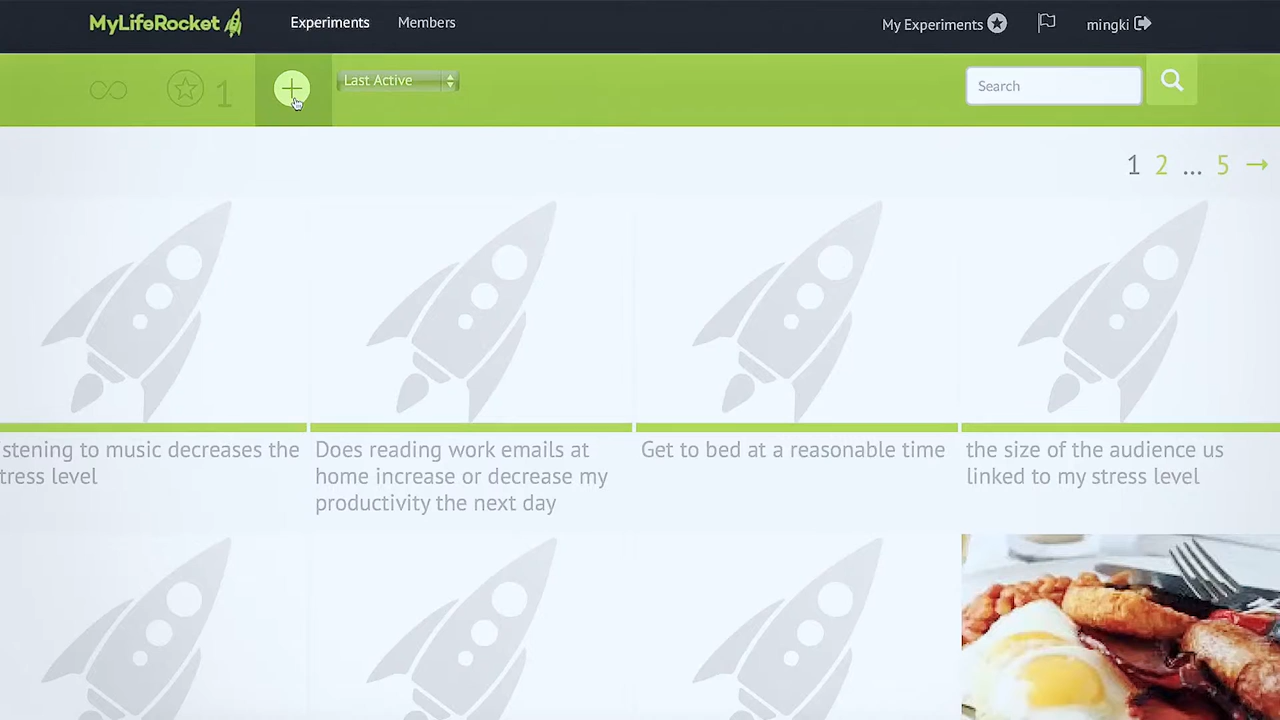 MyLifeRocket
Experiments
Members
My Experiments
mingki
1
Last Active
Search
1 2 ... 5 →
stening to music decreases the
tress level
Does reading work emails at
home increase or decrease my
productivity the next day
Get to bed at a reasonable time
the size of the audience us
linked to my stress level